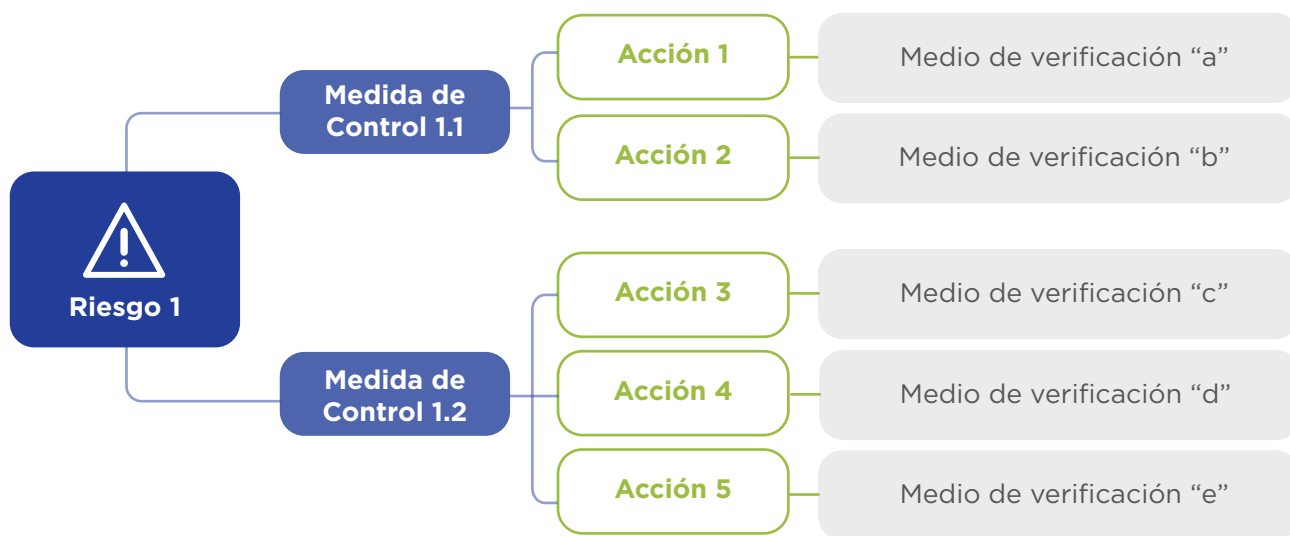 Riesgo 1
Medida de
Control 1.1
Acción 1
Medio de verificación “a”
Acción 2
Medio de verificación “b”
Medida de
Control 1.2
Acción 3
Medio de verificación “c”
Acción 4
Medio de verificación “d”
Acción 5
Medio de verificación “e”